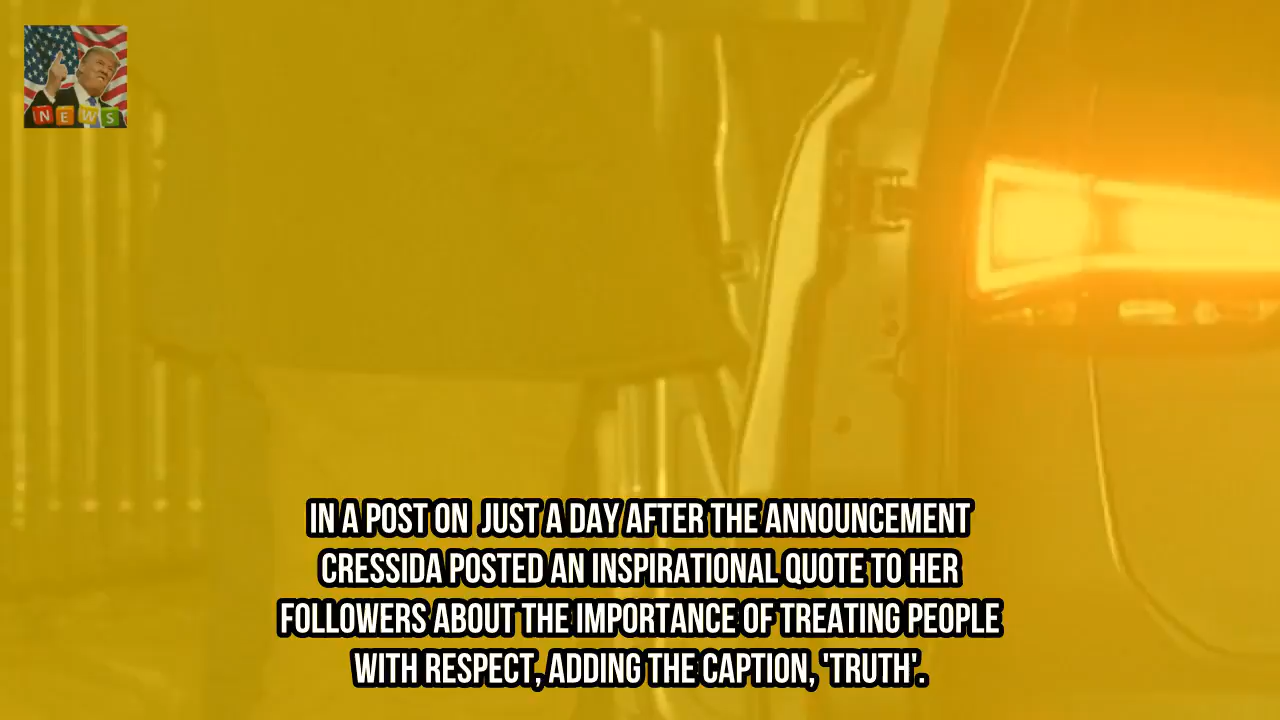 NEWS
IN A POST ON JUST A DAY AFTER THE ANNOUNCEMENT
CRESSIDA POSTED AN INSPIRATIONAL QUOTE TO HER
FOLLOWERS ABOUT THE IMPORTANCE OF TREATING PEOPLE
WITH RESPECT, ADDING THE CAPTION, 'TRUTH'.